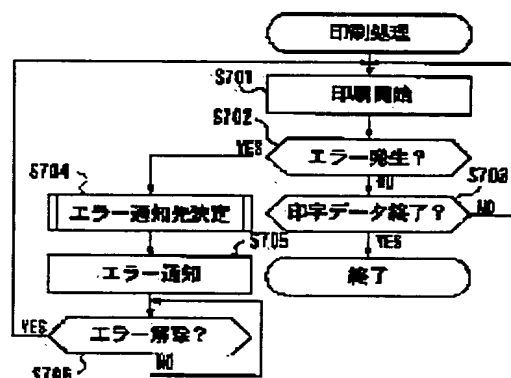 印刷処理
S701
印刷開始
S702
エラー発生？
YES
NO
S704
S703
エラー通知先決定
印字データ終了？
NO
S705
YES
エラー通知
終了
エラー解除？
YES
NO
S706